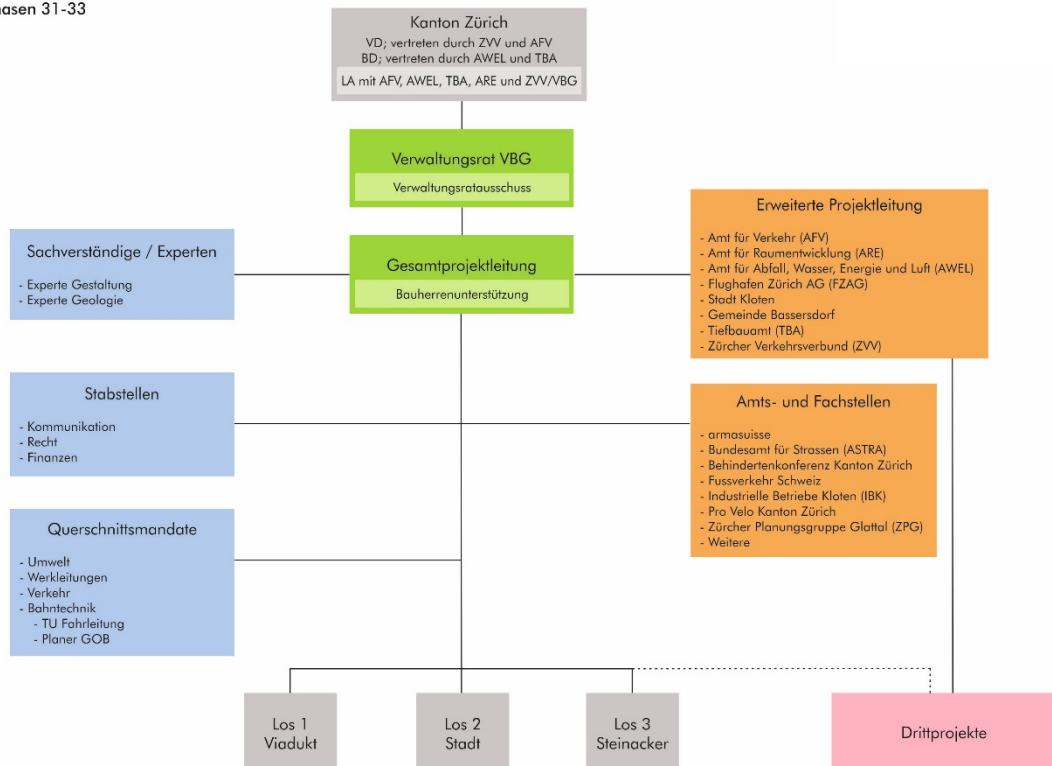 asen 31-33
Kanton Zürich
VD; vertreten durch ZVV und AFV
BD; vertreten durch AWEL und TBA
LA mit AFV, AWEL, TBA, ARE und ZVV/VBG
Verwaltungsrat VBG
Verwaltungsratausschuss
Gesamtprojektleitung
Bauherrenunterstützung
Sachverständige / Experten
- Experte Gestaltung
- Experte Geologie
Erweiterte Projektleitung
- Amt für Verkehr (AFV)
- Amt für Raumentwicklung (ARE)
- Amt für Abfall, Wasser, Energie und Luft (AWEL)
- Flughafen Zürich AG (FZAG)
- Stadt Kloten
- Gemeinde Bassersdorf
- Tiefbauamt (TBA)
- Zürcher Verkehrsverbund (ZVV)
Stabstellen
- Kommunikation
- Recht
- Finanzen
Amts- und Fachstellen
- armasuisse
- Bundesamt für Strassen (ASTRA)
- Behindertenkonferenz Kanton Zürich
- Fussverkehr Schweiz
- Industrielle Betriebe Kloten (IBK)
- Pro Velo Kanton Zürich
- Zürcher Planungsgruppe Glattal (ZPG)
- Weitere
Querschnittsmandate
- Umwelt
- Werkleitungen
- Verkehr
- Bahntechnik
- TU Fahrleitung
- Planer GOB
Los 1
Viadukt
Los 2
Stadt
Los 3
Steinacker
Drittprojekte